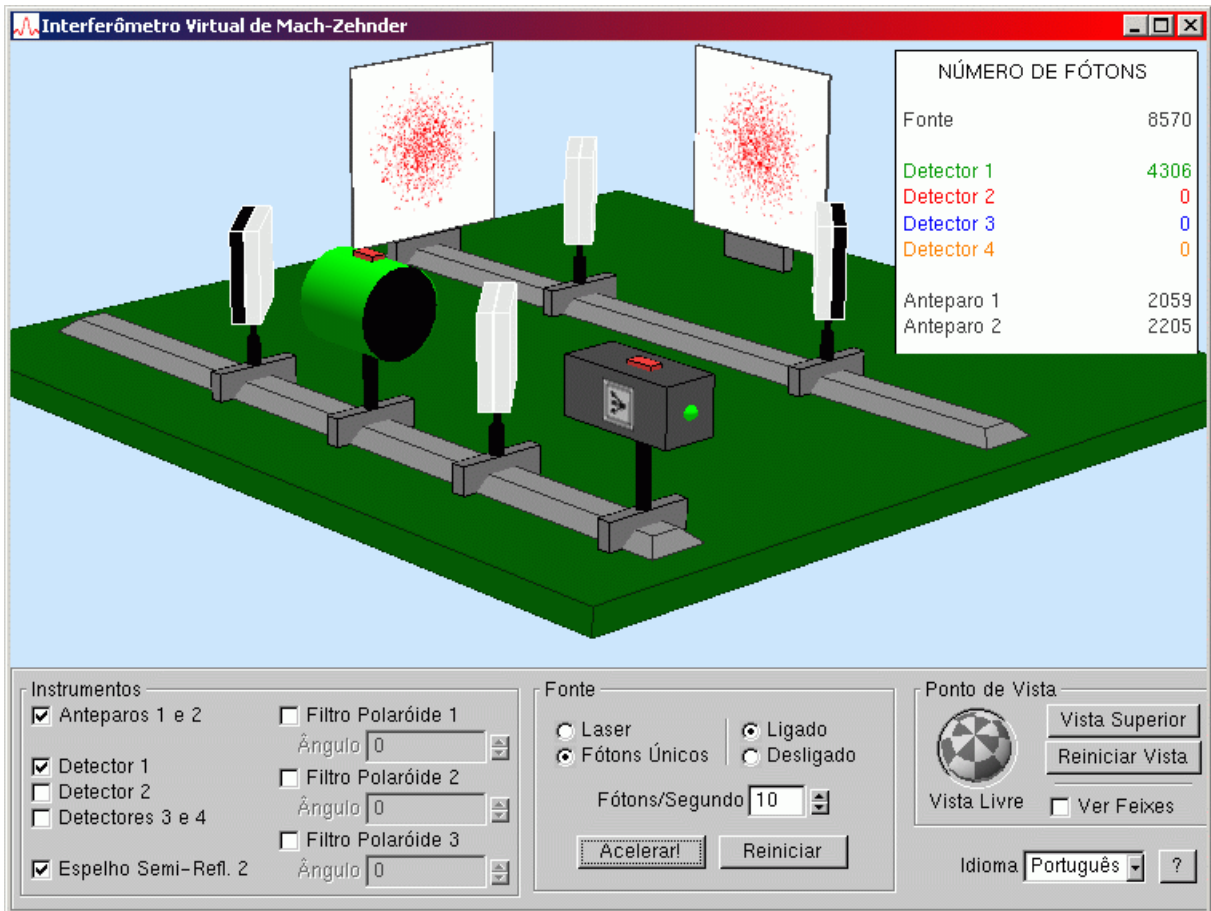 Interferômetro Virtual de Mach-Zehnder
NÚMERO DE FÓTONS
Fonte 8570
Detector 1 4306
Detector 2 0
Detector 3 0
Detector 4 0
Anteparo 1 2059
Anteparo 2 2205
Instrumentos
Anteparos 1 e 2
Detector 1
Detector 2
Detectores 3 e 4
Espelho Semi-Refl. 2
Filtro Polaróide 1
Ângulo 0
Filtro Polaróide 2
Ângulo 0
Filtro Polaróide 3
Ângulo 0
Fonte
Laser
Fótons Únicos
Ligado
Desligado
Fótons/Segundo 10
Acelerar!
Reiniciar
Ponto de Vista
Vista Livre
Vista Superior
Reiniciar Vista
Ver Feixes
Idioma Português ?